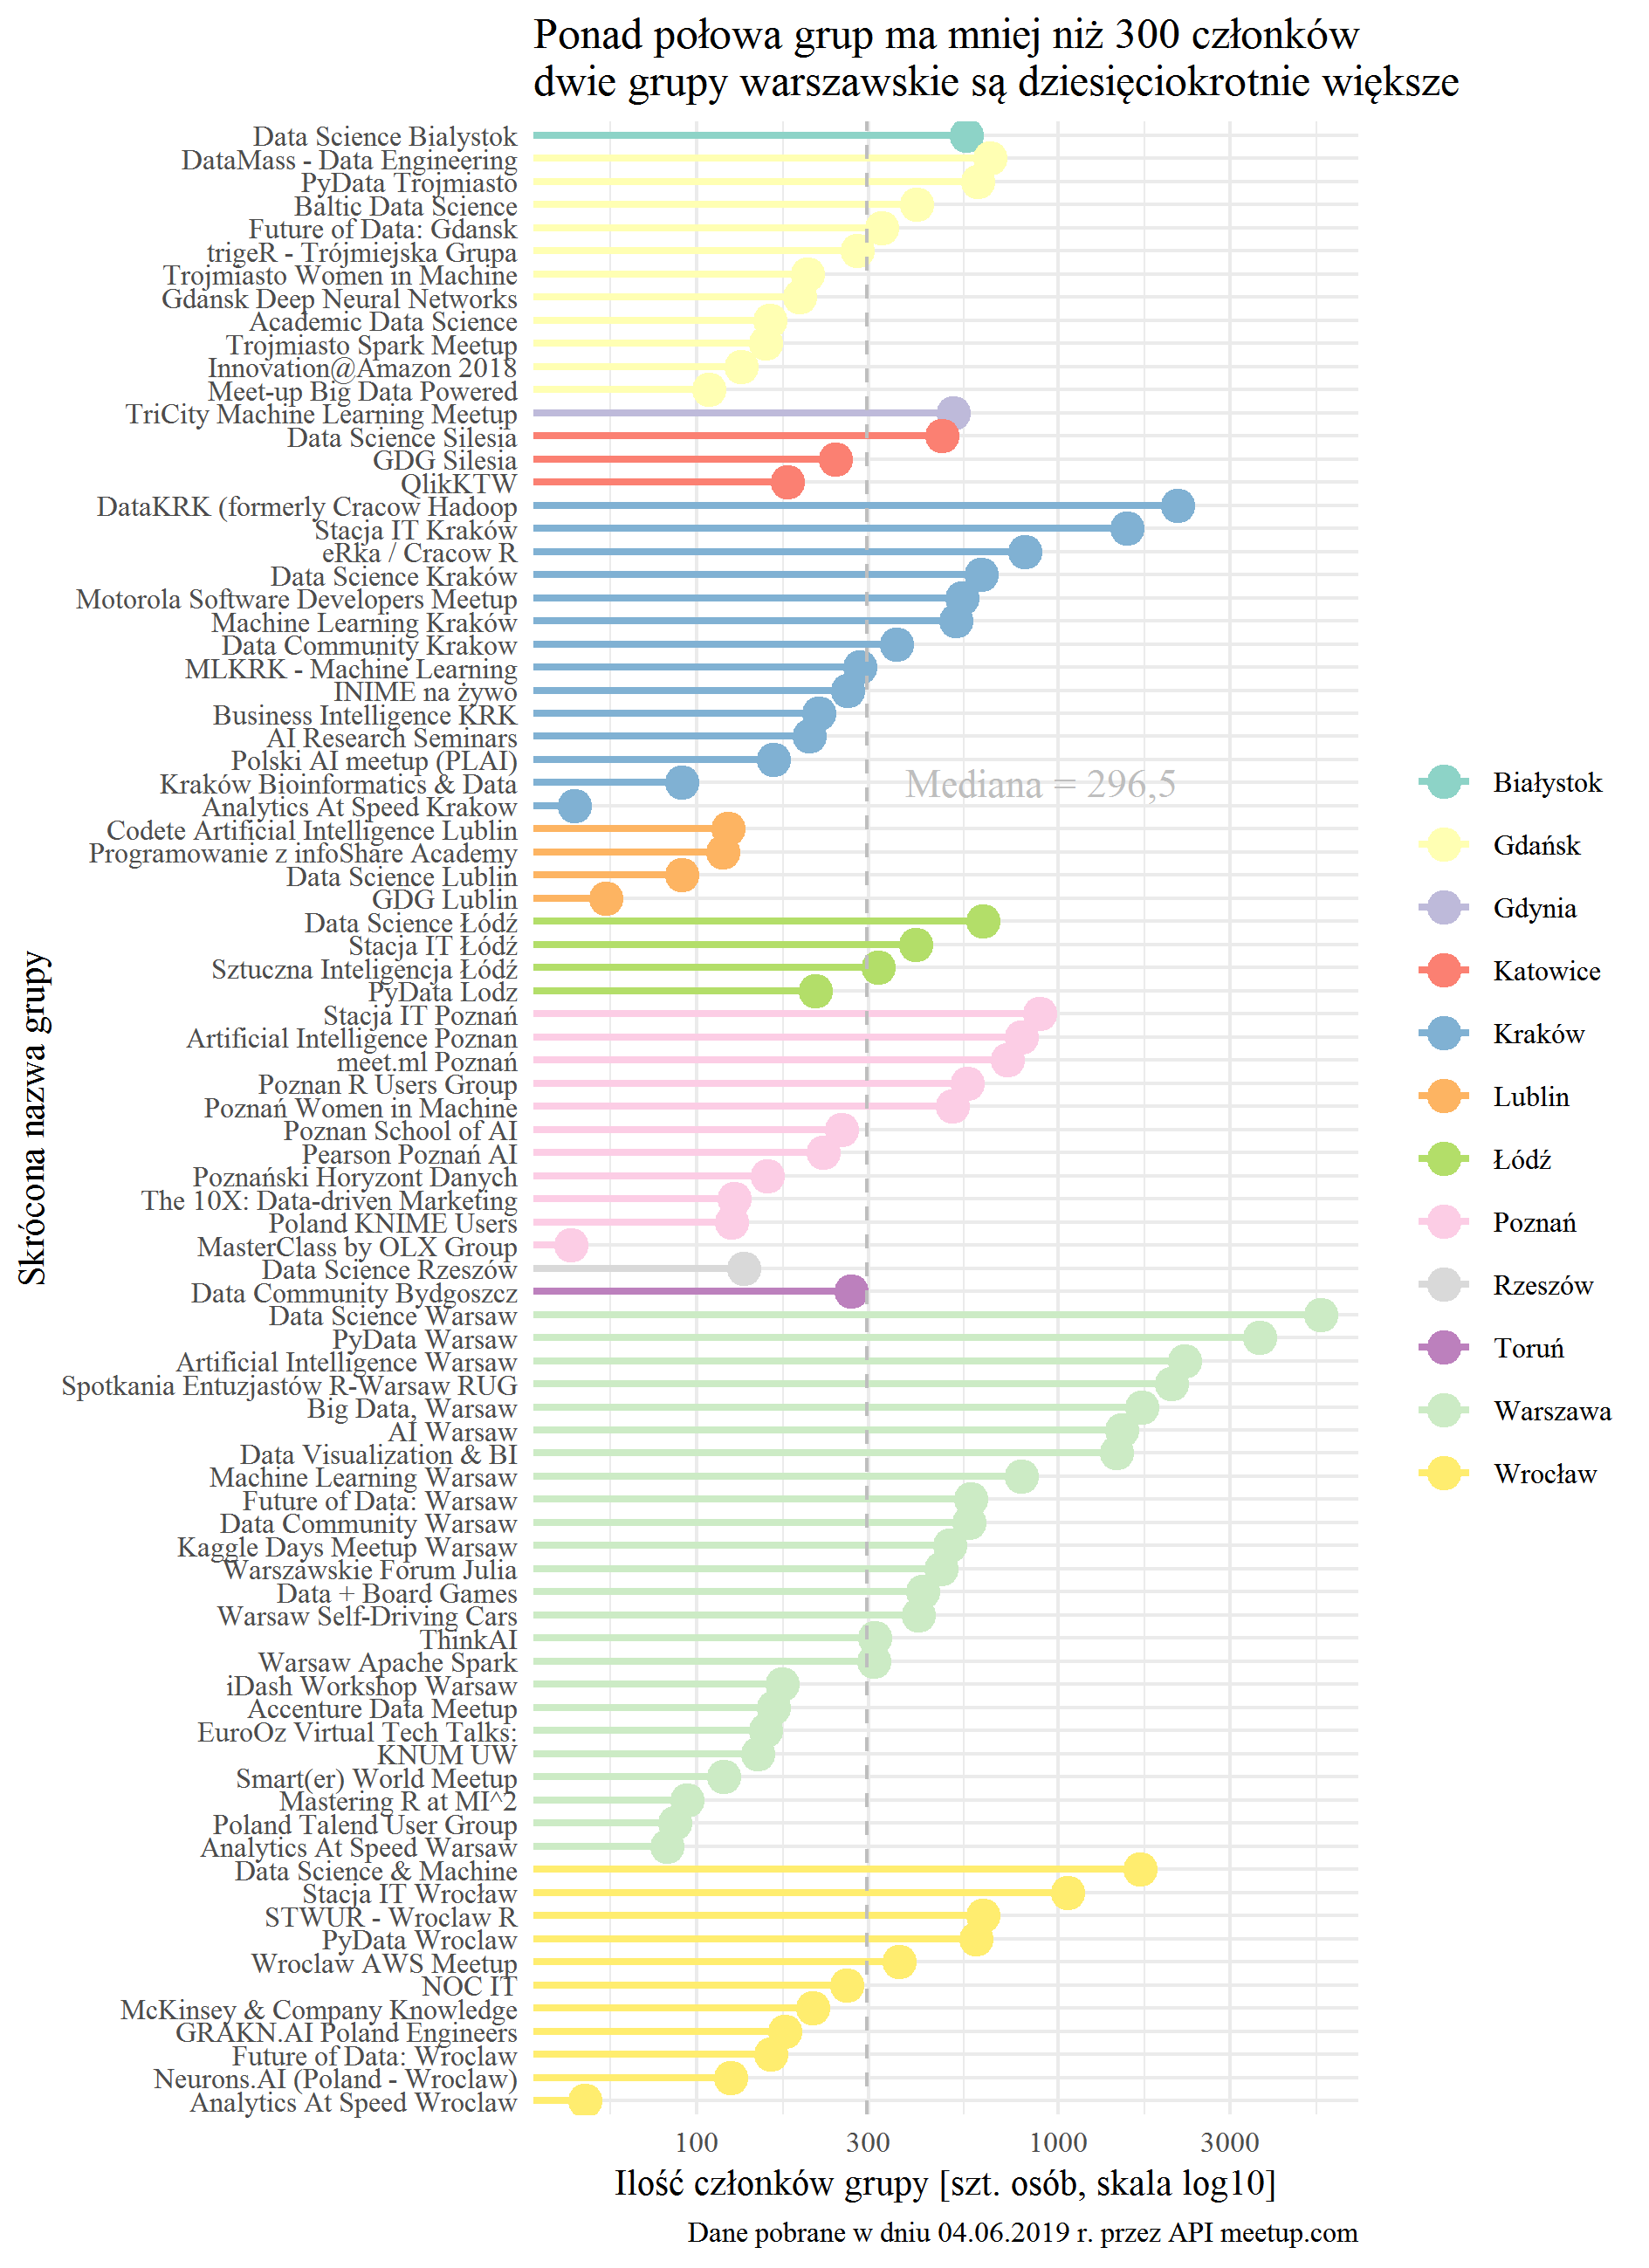 Ponad połowa grup ma mniej niż 300 członków
dwie grupy warszawskie są dziesięciokrotnie większe
Data Science Bialystok
DataMass - Data Engineering
PyData Trojmiasto
Baltic Data Science
Future of Data: Gdansk
trigeR - Trójmiejska Grupa
Trojmiasto Women in Machine
Gdansk Deep Neural Networks
Academic Data Science
Trojmiasto Spark Meetup
Innovation@Amazon 2018
Meet-up Big Data Powered
TriCity Machine Learning Meetup
Data Science Silesia
GDG Silesia
QlikKTW
DataKRK (formerly Cracow Hadoop
Stacja IT Kraków
eRka / Cracow R
Data Science Kraków
Motorola Software Developers Meetup
Machine Learning Kraków
Data Community Krakow
MLKRK - Machine Learning
INIME na żywo
Business Intelligence KRK
AI Research Seminars
Polski AI meetup (PLAI)
Kraków Bioinformatics & Data
Analytics At Speed Krakow
Codete Artificial Intelligence Lublin
Programowanie z infoShare Academy
Data Science Lublin
GDG Lublin
Data Science Łódź
Stacja IT Łódź
Sztuczna Inteligencja Łódź
PyData Lodz
Stacja IT Poznań
Artificial Intelligence Poznan
meet.ml Poznań
Poznan R Users Group
Poznań Women in Machine
Poznan School of AI
Pearson Poznań AI
Poznański Horyzont Danych
The 10X: Data-driven Marketing
Poland KNIME Users
MasterClass by OLX Group
Data Science Rzeszów
Data Community Bydgoszcz
Data Science Warsaw
PyData Warsaw
Artificial Intelligence Warsaw
Spotkania Entuzjastów R-Warsaw RUG
Big Data, Warsaw
AI Warsaw
Data Visualization & BI
Machine Learning Warsaw
Future of Data: Warsaw
Data Community Warsaw
Kaggle Days Meetup Warsaw
Warszawskie Forum Julia
Data + Board Games
Warsaw Self-Driving Cars
ThinkAI
Warsaw Apache Spark
iDash Workshop Warsaw
Accenture Data Meetup
EuroOz Virtual Tech Talks:
KNUM UW
Smart(er) World Meetup
Mastering R at MI^2
Poland Talend User Group
Analytics At Speed Warsaw
Data Science & Machine
Stacja IT Wrocław
STWUR - Wroclaw R
PyData Wroclaw
Wroclaw AWS Meetup
NOC IT
McKinsey & Company Knowledge
GRAKN.AI Poland Engineers
Future of Data: Wroclaw
Neurons.AI (Poland - Wroclaw)
Analytics At Speed Wroclaw
Skrócona nazwa grupy
Mediana = 296,5
Białystok
Gdańsk
Gdynia
Katowice
Kraków
Lublin
Łódź
Poznań
Rzeszów
Toruń
Warszawa
Wrocław
100 300 1000 3000
Ilość członków grupy [szt. osób, skala log10]
Dane pobrane w dniu 04.06.2019 r. przez API meetup.com